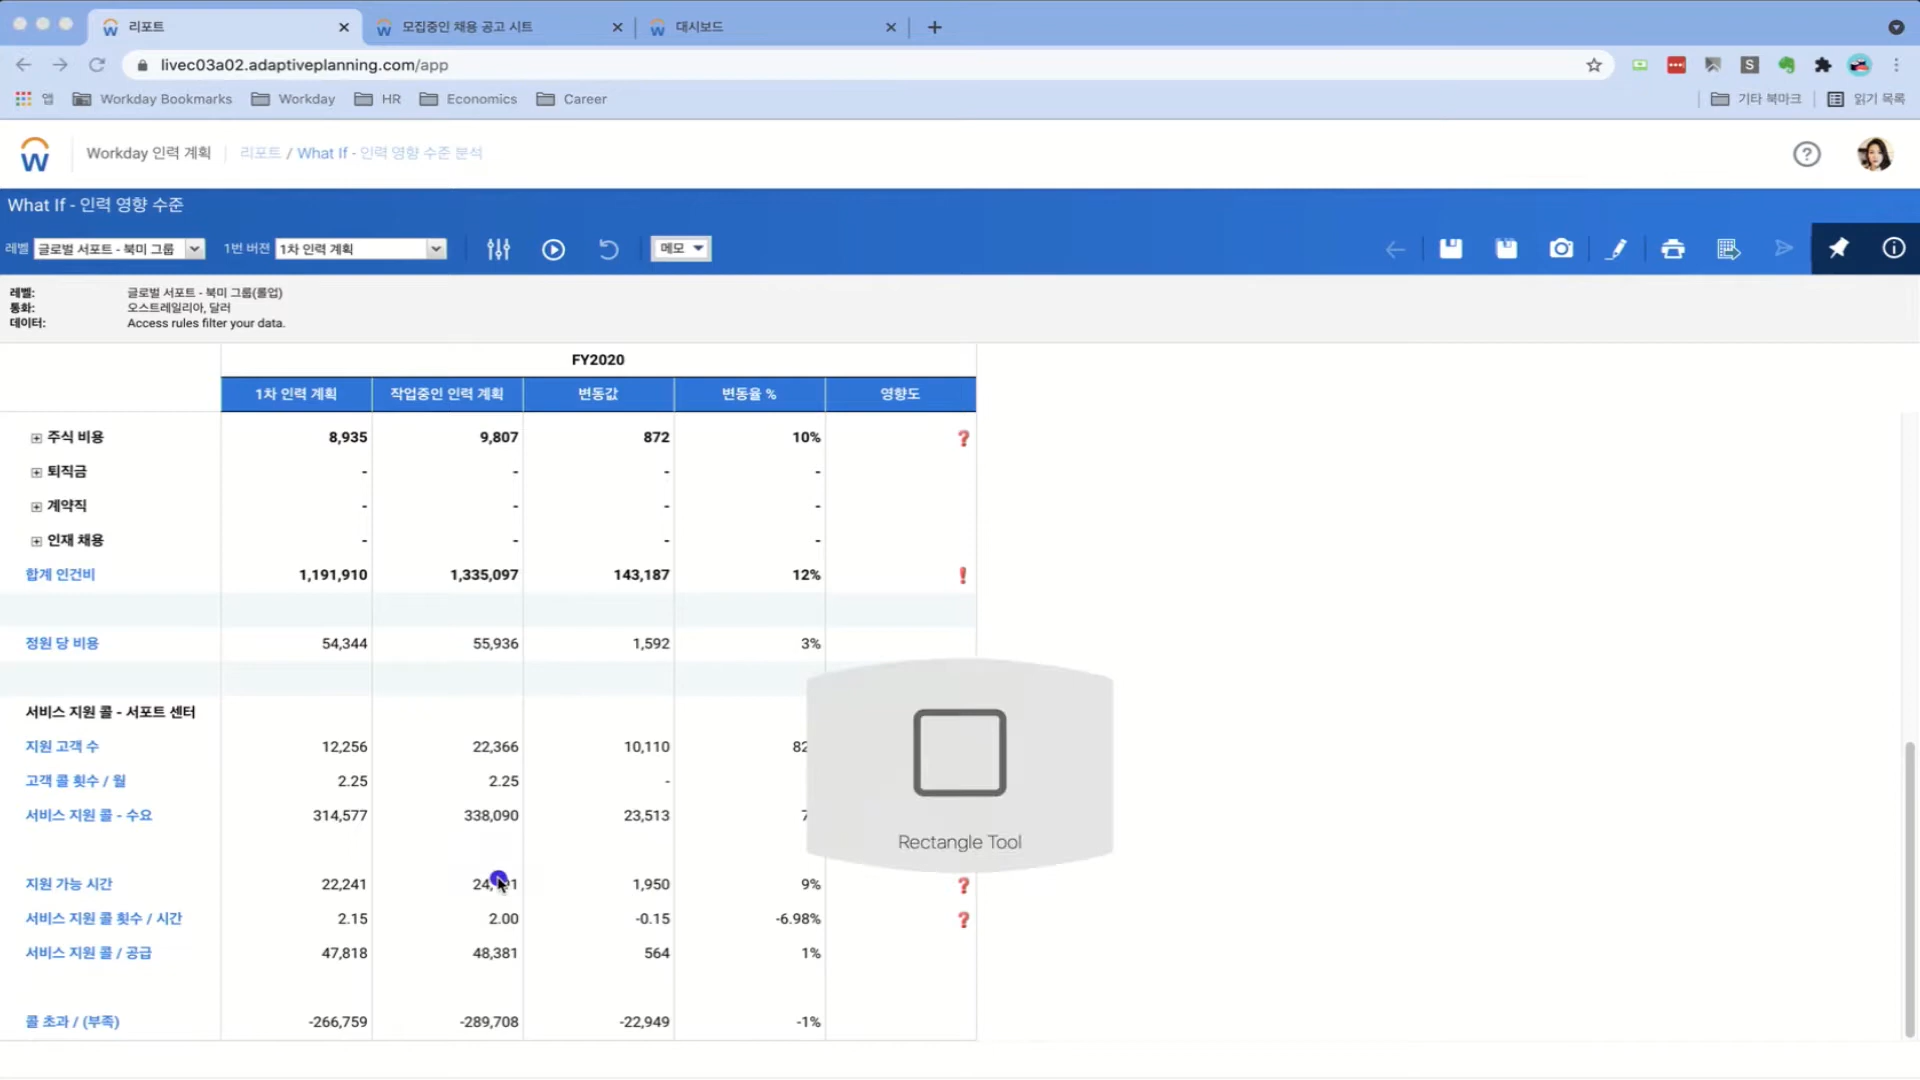 리포트
모집중인 채용 공고 시트
대시보드
livec03a02.adaptiveplanning.com/app
앱
Workday Bookmarks
Workday
HR
Economics
Career
기타 북마크
읽기 목록
Workday 인력 계획
리포트 / What If - 인력 영향 수준 분석
What If - 인력 영향 수준
레벨 글로벌 서포트 - 북미 그룹 1번 버젼 1차 인력 계획 메모
레벨: 글로벌 서포트 - 북미 그룹(롤업)
통화: 오스트레일리아, 달러
데이터: Access rules filter your data.
FY2020
1차 인력 계획 작업중인 인력 계획 변동값 변동율 % 영향도
주식 비용 8,935 9,807 872 10% ❓
퇴직금 - - - -
계약직 - - - -
인재 채용 - - - -
합계 인건비 1,191,910 1,335,097 143,187 12% ❗
정원 당 비용 54,344 55,936 1,592 3%
서비스 지원 콜 - 서포트 센터
지원 고객 수 12,256 22,366 10,110 82
고객 콜 횟수 / 월 2.25 2.25 -
서비스 지원 콜 - 수요 314,577 338,090 23,513 7
지원 가능 시간 22,241 1,950 9% ❓
서비스 지원 콜 횟수 / 시간 2.15 2.00 -0.15 -6.98% ❓
서비스 지원 콜 / 공급 47,818 48,381 564 1%
콜 초과 / (부족) -266,759 -289,708 -22,949 -1%
Rectangle Tool